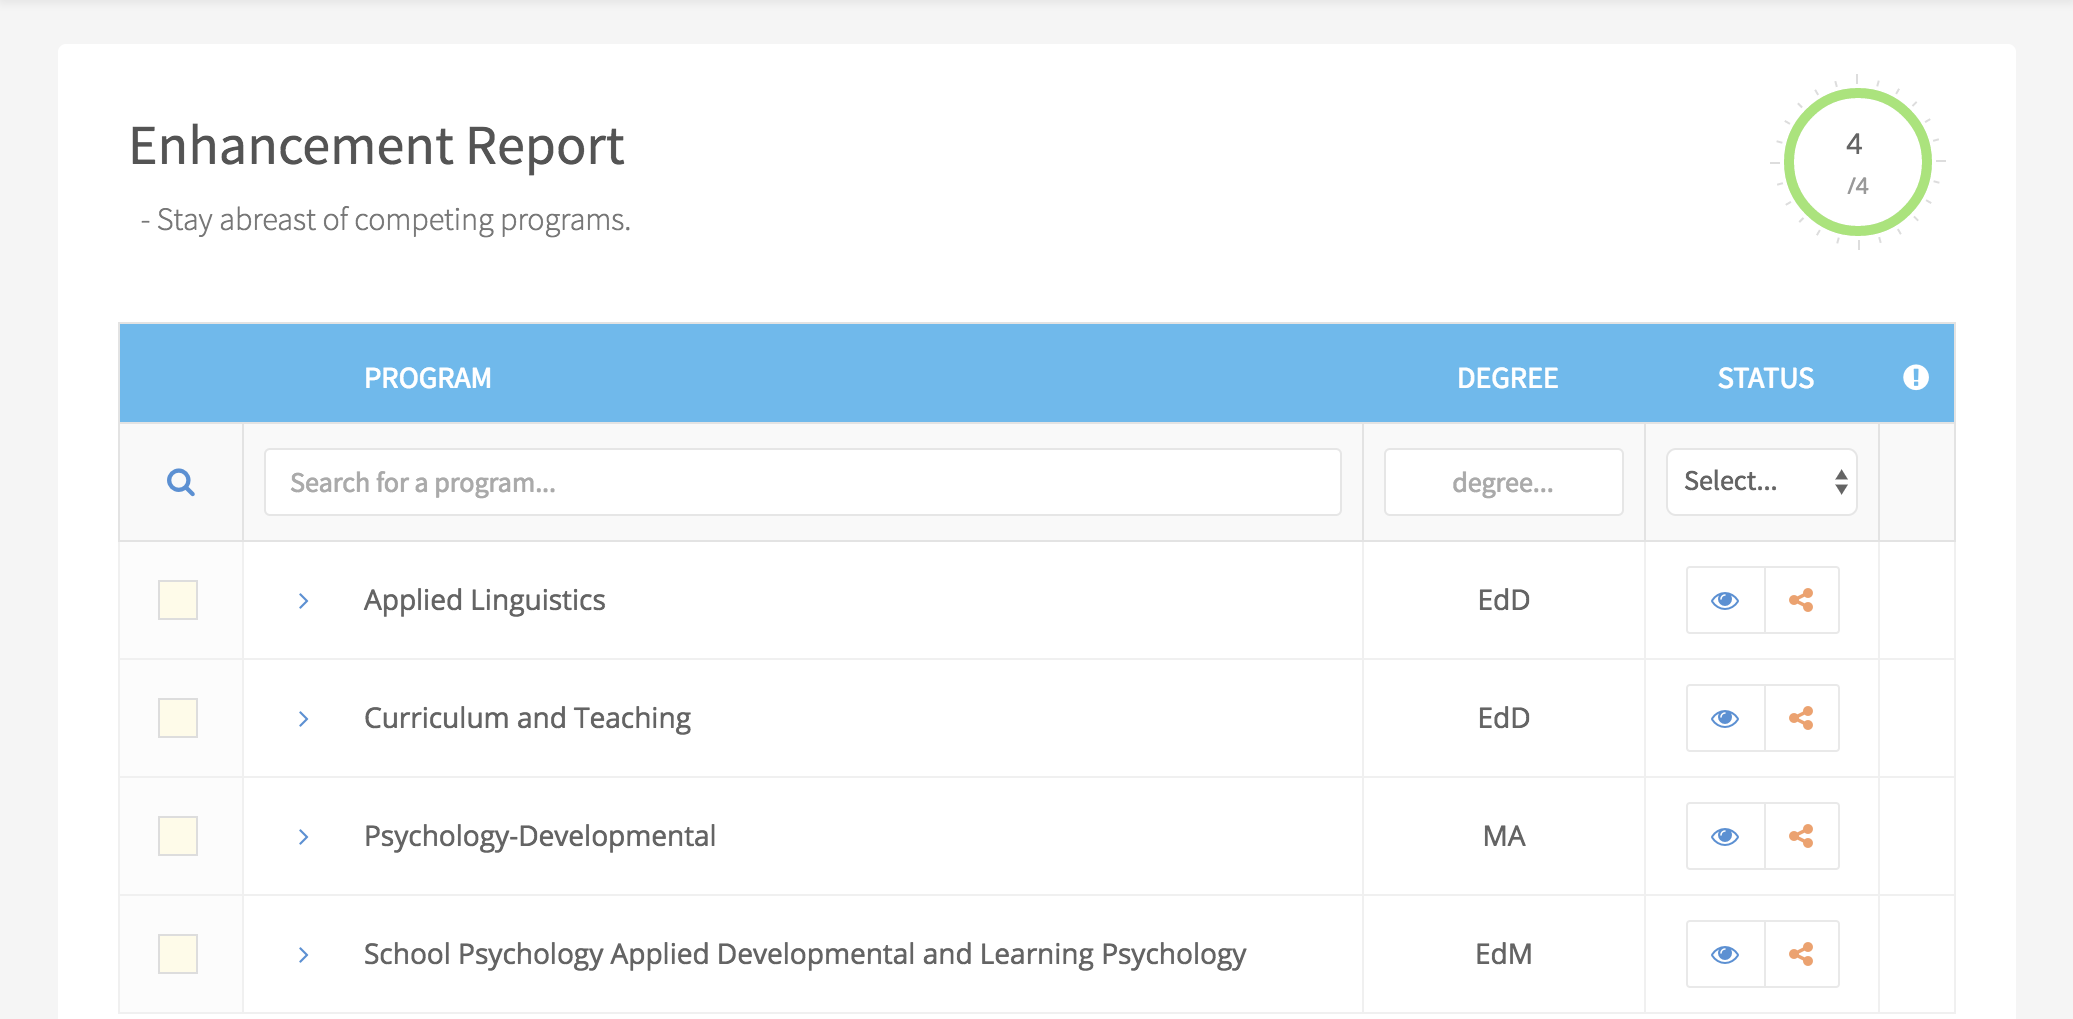 Enhancement Report
- Stay abreast of competing programs.
4
/4
PROGRAM DEGREE STATUS
Search for a program... degree... Select...
Applied Linguistics EdD
Curriculum and Teaching EdD
Psychology-Developmental MA
School Psychology Applied Developmental and Learning Psychology EdM